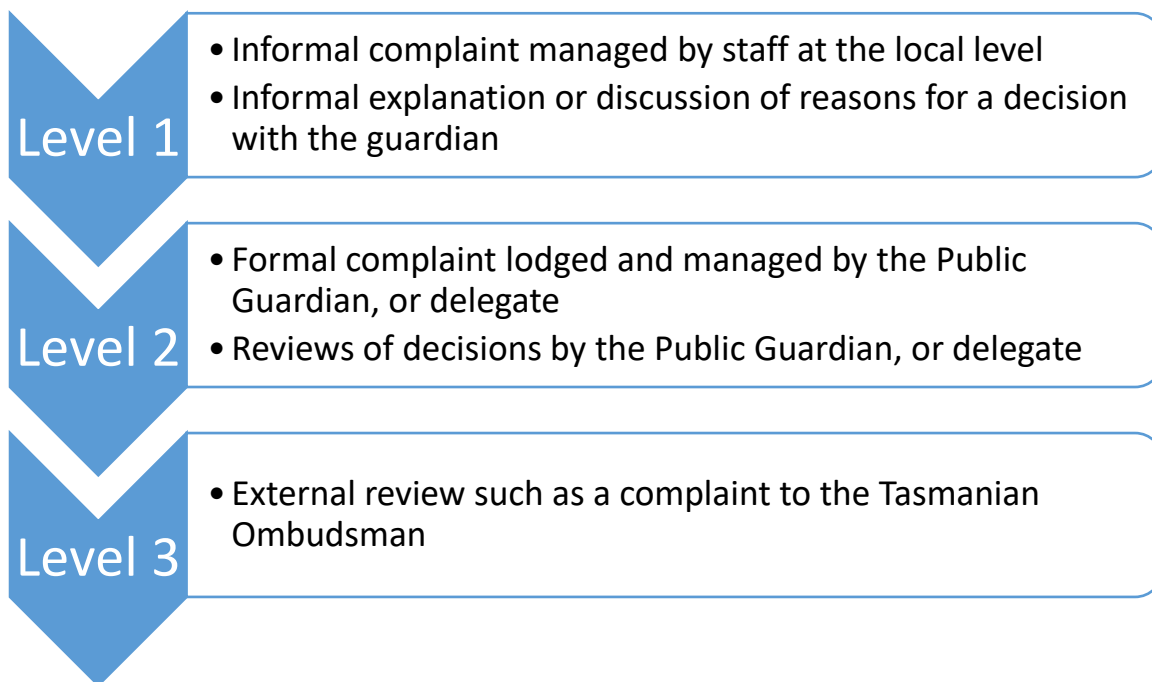 Level 1
• Informal complaint managed by staff at the local level
• Informal explanation or discussion of reasons for a decision
with the guardian
Level 2
• Formal complaint lodged and managed by the Public
Guardian, or delegate
• Reviews of decisions by the Public Guardian, or delegate
Level 3
• External review such as a complaint to the Tasmanian
Ombudsman